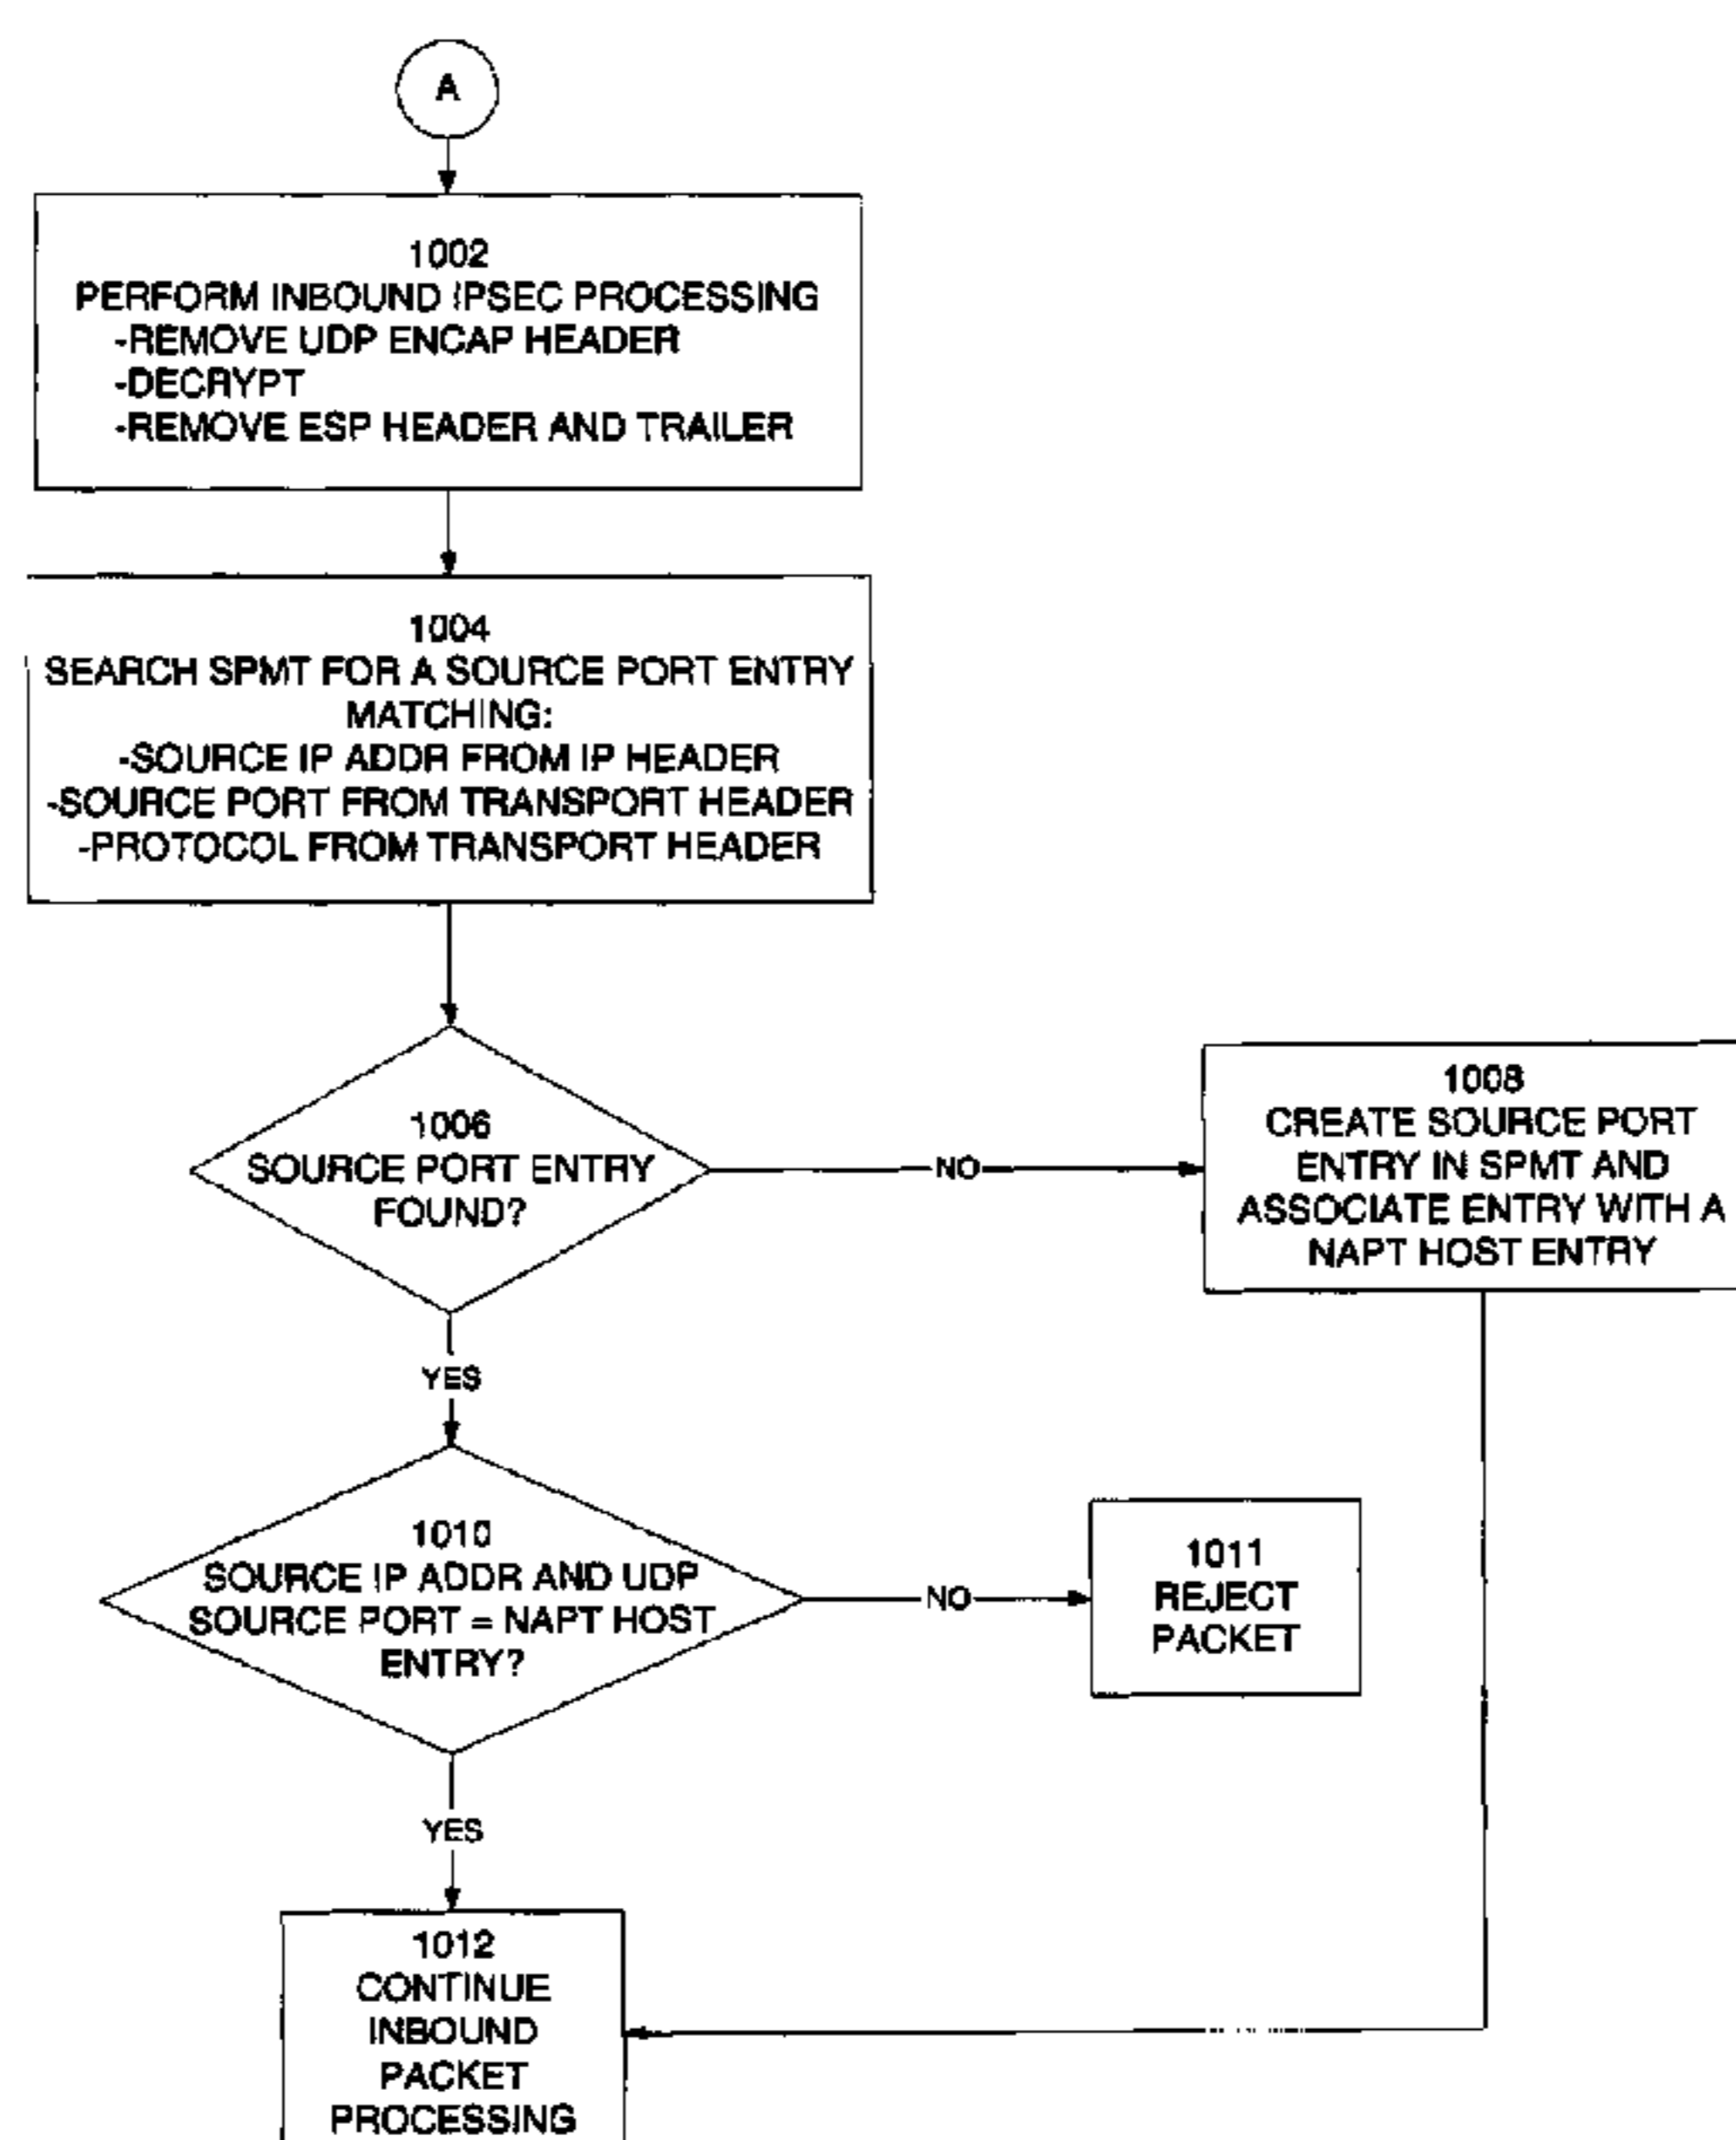 A
1002
PERFORM INBOUND IPSEC PROCESSING
-REMOVE UDP ENCAP HEADER
-DECRYPT
-REMOVE ESP HEADER AND TRAILER
1004
SEARCH SPMT FOR A SOURCE PORT ENTRY
MATCHING:
-SOURCE IP ADDR FROM IP HEADER
-SOURCE PORT FROM TRANSPORT HEADER
-PROTOCOL FROM TRANSPORT HEADER
1006
SOURCE PORT ENTRY
FOUND?
NO
1008
CREATE SOURCE PORT
ENTRY IN SPMT AND
ASSOCIATE ENTRY WITH A
NAPT HOST ENTRY
YES
1010
SOURCE IP ADDR AND UDP
SOURCE PORT = NAPT HOST
ENTRY?
NO
1011
REJECT
PACKET
YES
1012
CONTINUE
INBOUND
PACKET
PROCESSING